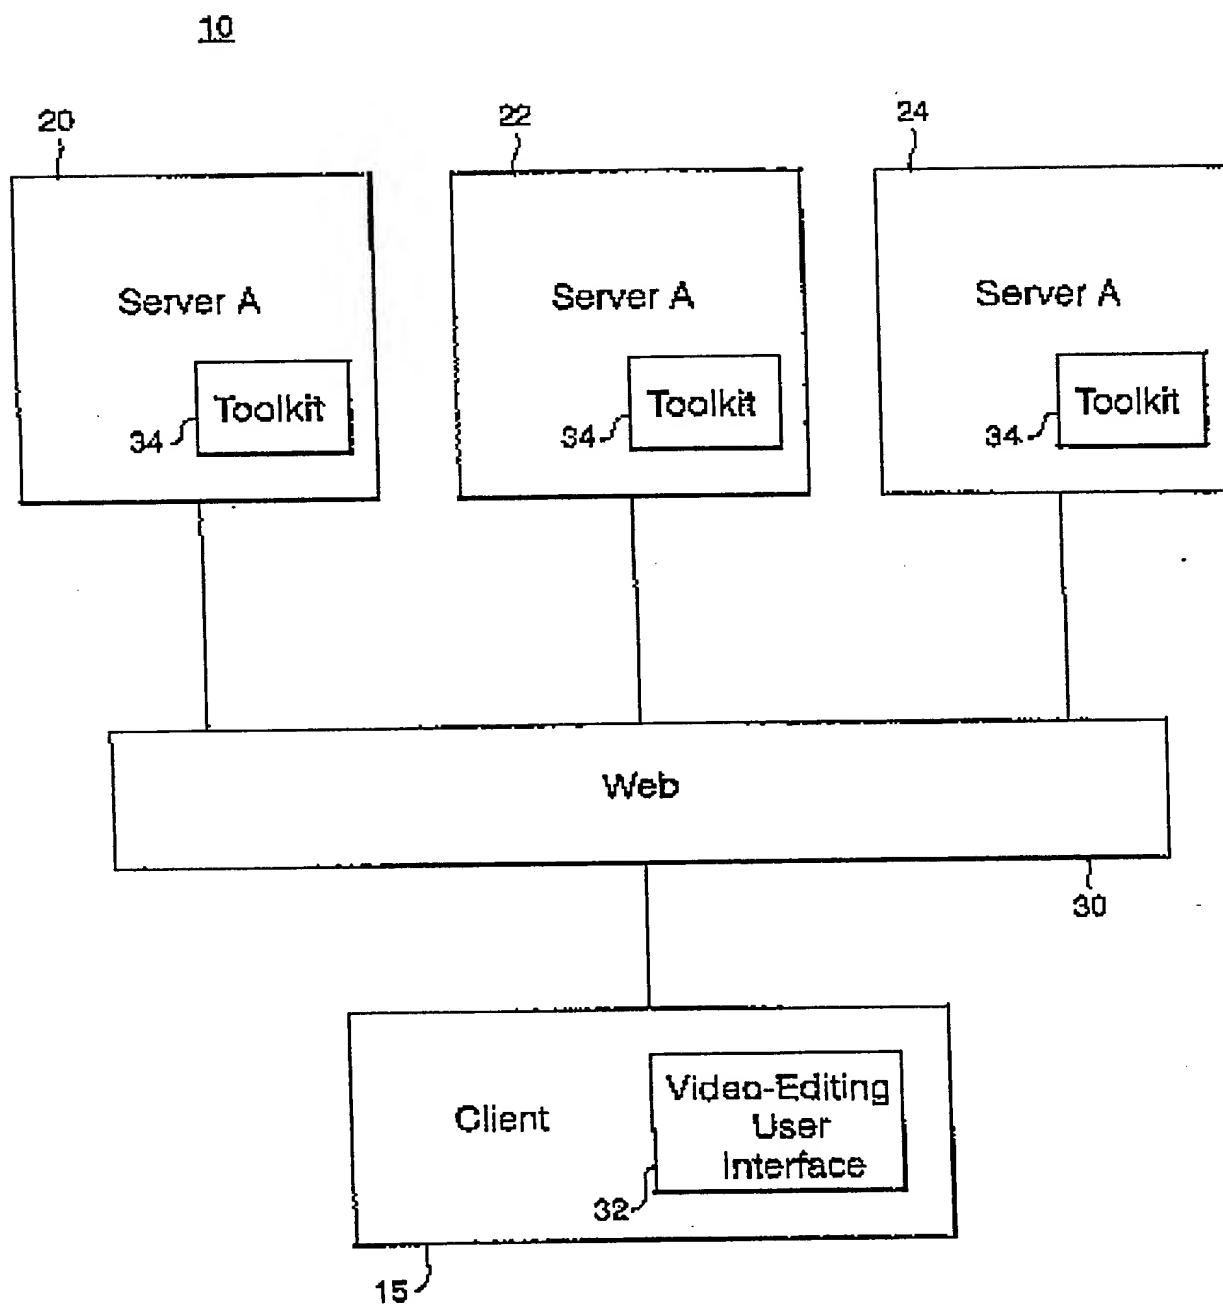 10
20
22
24
Server A
Server A
Server A
Toolkit
Toolkit
Toolkit
34
34
34
Web
30
Client
Video-Editing
User
Interface
32
15